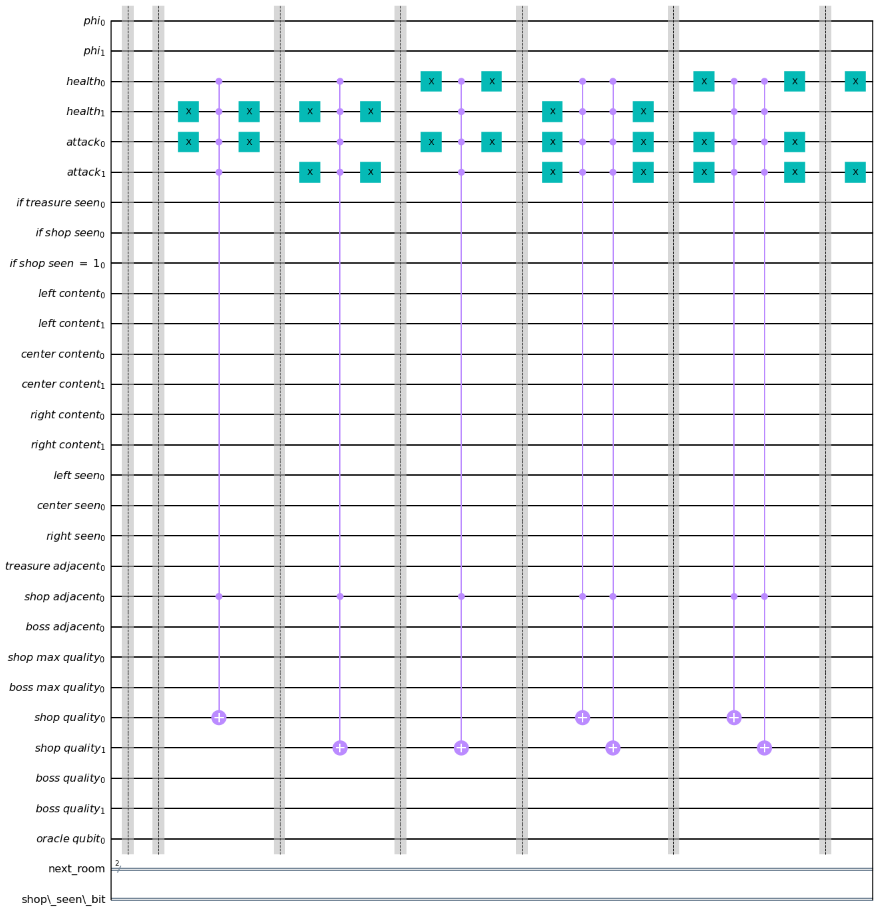 phi0
phi1
health0
X X X
health1
X X X X X X
attack0
X X X X X X X X
attack1
X X X X X X X
if treasure seen0
if shop seen0
if shop seen = 10
left content0
left content1
center content0
center content1
right content0
right content1
left seen0
center seen0
right seen0
treasure adjacent0
shop adjacent0
boss adjacent0
shop max quality0
boss max quality0
shop quality0
shop quality1
boss quality0
boss quality1
oracle qubit0
next_room
2
shop\_seen\_bit